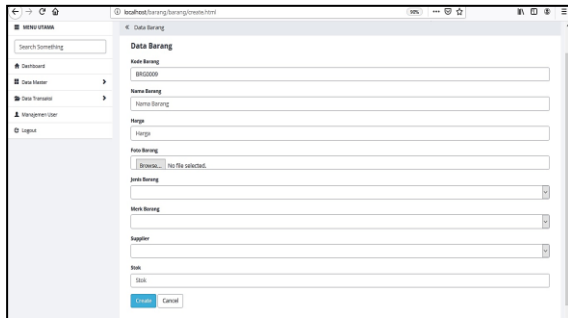 localhost/barang/barang/create.html
90%
MENU UTAMA
Data Barang
Search Something
Data Barang
Kode Barang
Dashboard
BRG0009
Data Master
Nama Barang
Data Transaksi
Nama Barang
Manajemen User
Harga
Logout
Harga
Foto Barang
Browse... No file selected.
Jenis Barang
Merk Barang
Supplier
Stok
Stok
Create Cancel